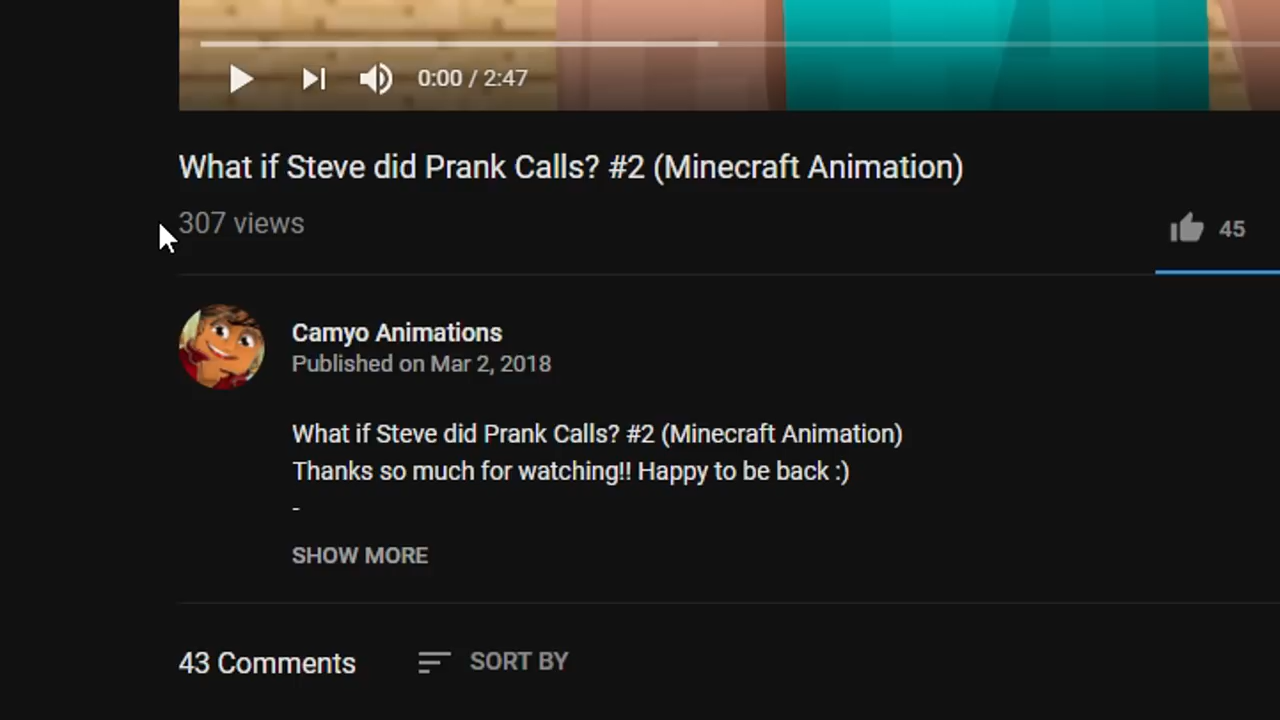 0:00 / 2:47
What if Steve did Prank Calls? #2 (Minecraft Animation)
307 views
45
Camyo Animations
Published on Mar 2, 2018
What if Steve did Prank Calls? #2 (Minecraft Animation)
Thanks so much for watching!! Happy to be back :)
-
SHOW MORE
43 Comments
SORT BY